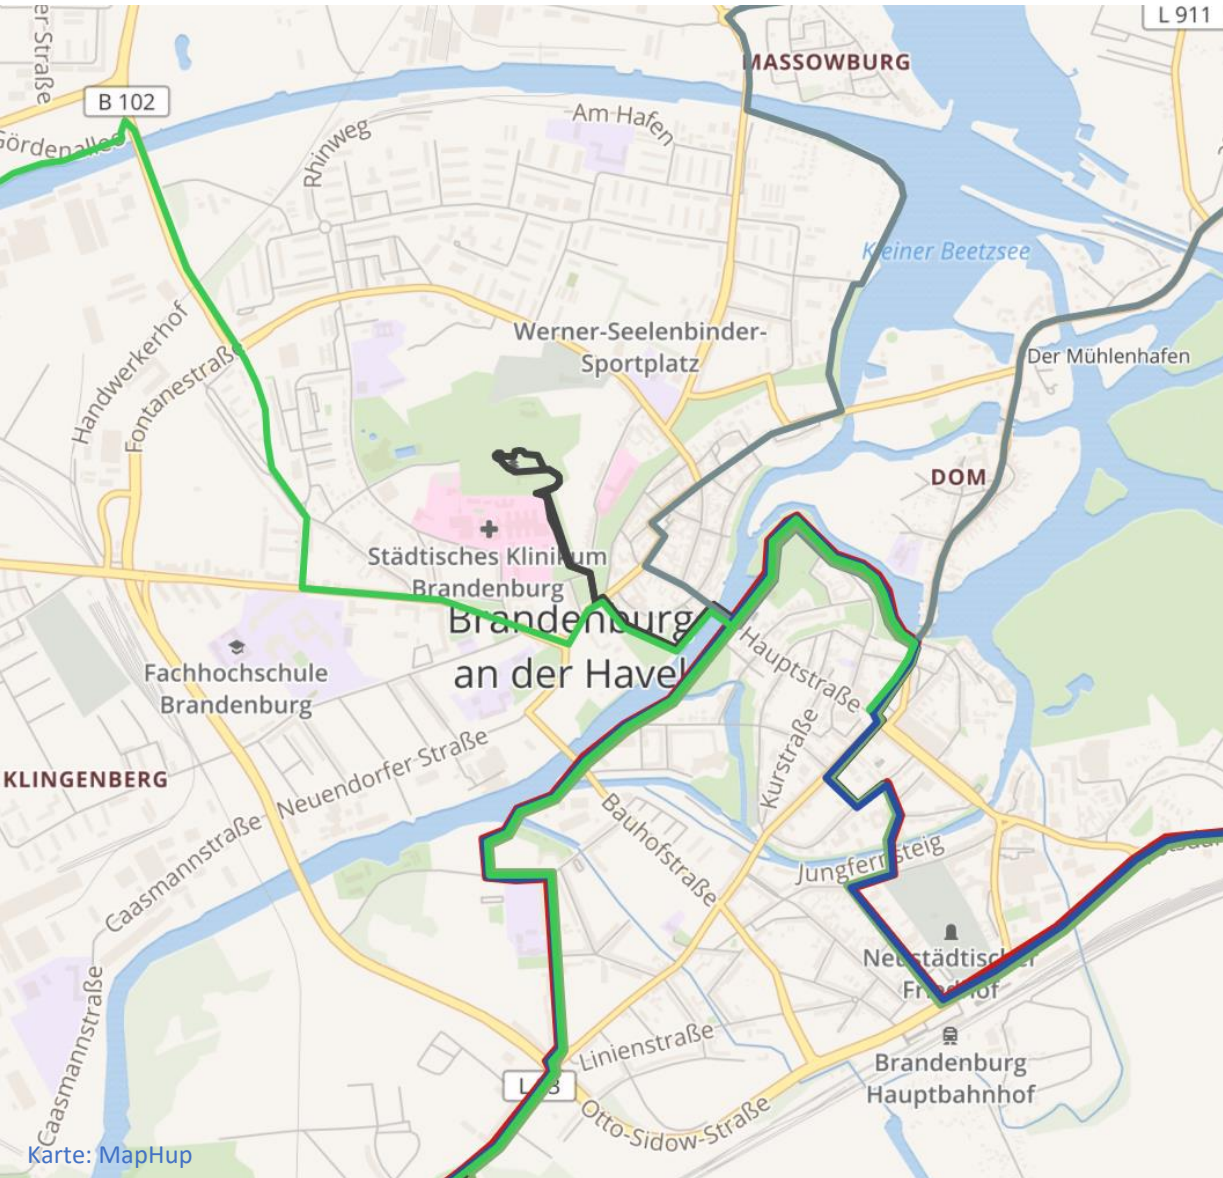 er-Straße
L 911
MASSOWBURG
B 102
Am Hafen
Gördenallee
Rhinweg
Kleiner Beetzsee
Handwerkerhof
Werner-Seelenbinder-
Sportplatz
Der Mühlenhafen
Fontanestraße
DOM
Städtisches Klinikum
Brandenburg
Brandenburg
an der Havel
Hauptstraße
Fachhochschule
Brandenburg
Kurstraße
KLINGENBERG
Neuendorfer-Straße
Bauhofstraße
Caasmannstraße
Jungfernsteig
Neustädtischer
Friedhof
Caasmannstraße
Linienstraße
Brandenburg
Hauptbahnhof
Otto-Sidow-Straße
Karte: MapHup